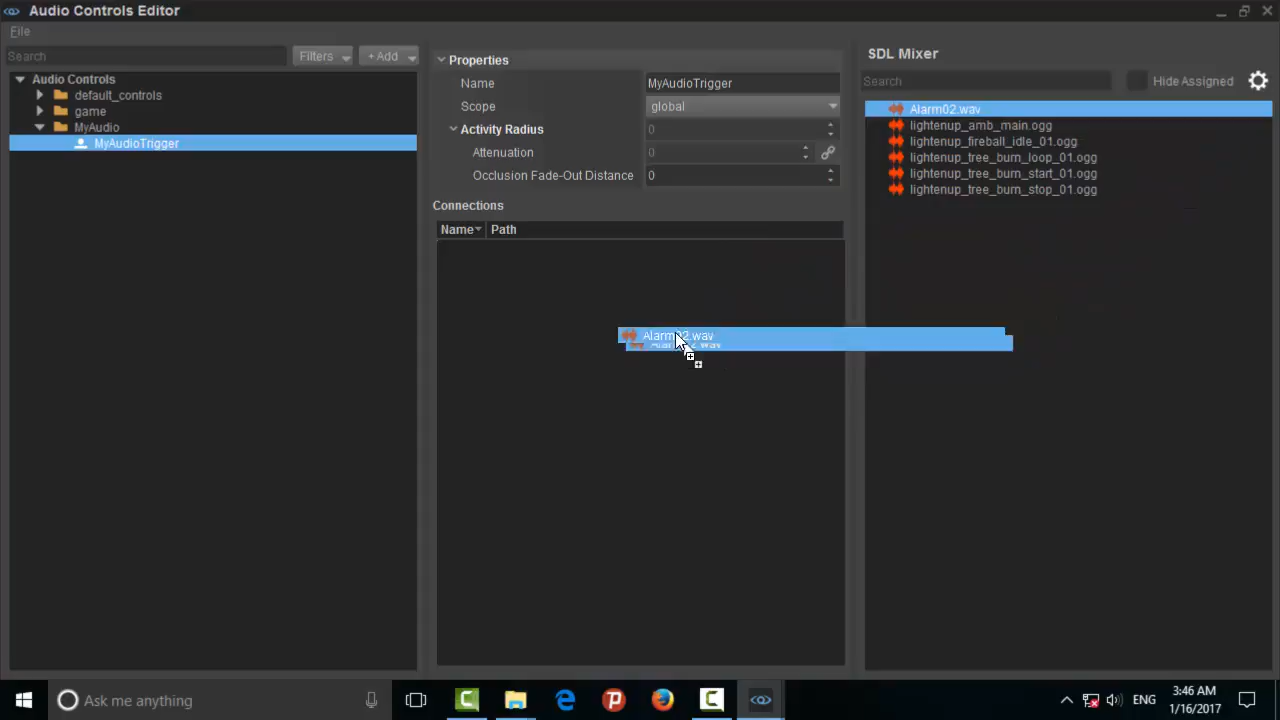 Audio Controls Editor
File
Search
Filters
+Add
Audio Controls
default_controls
game
MyAudio
MyAudioTrigger
Properties
Name
MyAudioTrigger
Scope
global
Activity Radius
0
Attenuation
0
Occlusion Fade-Out Distance
0
Connections
Name
Path
Alarm02.wav
Alarm02.wav
SDL Mixer
Search
Hide Assigned
Alarm02.wav
lightenup_amb_main.ogg
lightenup_fireball_idle_01.ogg
lightenup_tree_burn_loop_01.ogg
lightenup_tree_burn_start_01.ogg
lightenup_tree_burn_stop_01.ogg
Ask me anything
ENG
3:46 AM
1/16/2017